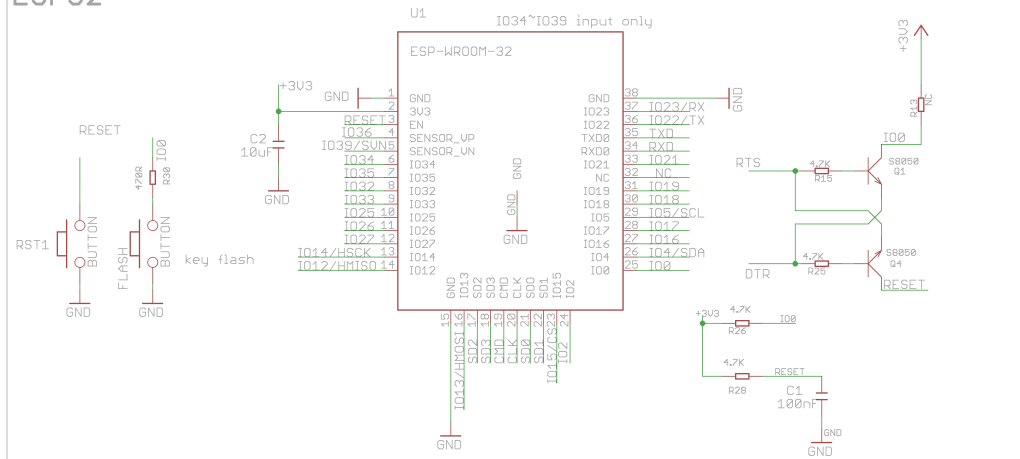 U1
IO34~IO39 input only
ESP-WROOM-32
+3V3
GND
C2
10uF
GND
RESET
RST1
BUTTON
GND
IO0
470R
R30
FLASH
BUTTON
GND
key flash
1 GND
2 3V3
RESET 3 EN
IO36 4 SENSOR_VP
IO39/SVN 5 SENSOR_VN
IO34 6 IO34
IO35 7 IO35
IO32 8 IO32
IO33 9 IO33
IO25 10 IO25
IO26 11 IO26
IO27 12 IO27
IO14/HSCK 13 IO14
IO12/HMISO 14 IO12
GND 38
GND
IO23 37 IO23/RX
IO22 36 IO22/TX
TXD0 35 TXD
RXD0 34 RXD
IO21 33 IO21
NC 32 NC
IO19 31 IO19
IO18 30 IO18
IO5 29 IO5/SCL
IO17 28 IO17
IO16 27 IO16
IO4 26 IO4/SDA
IO0 25 IO0
GND
GND
GND
GND 15
IO13 16 IO13/HMOSI
SD2 17 SD2
SD3 18 SD3
CMD 19 CMD
CLK 20 CLK
SD0 21 SD0
SD1 22 SD1
IO15 23 IO15/CS
IO2 24 IO2
GND
+3V3
R13
NC
IO0
RTS
4.7K
R15
S8050
Q1
DTR
4.7K
R25
S8050
Q4
RESET
+3V3
4.7K
R26
IO0
4.7K
R28
RESET
C1
100nF
GND
GND